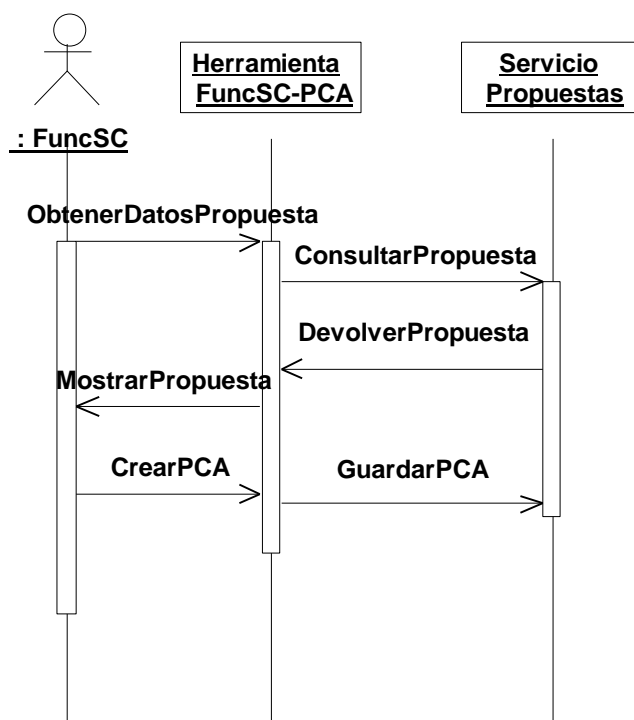 Herramienta
FuncSC-PCA
Servicio
Propuestas
: FuncSC
ObtenerDatosPropuesta
ConsultarPropuesta
DevolverPropuesta
MostrarPropuesta
CrearPCA
GuardarPCA